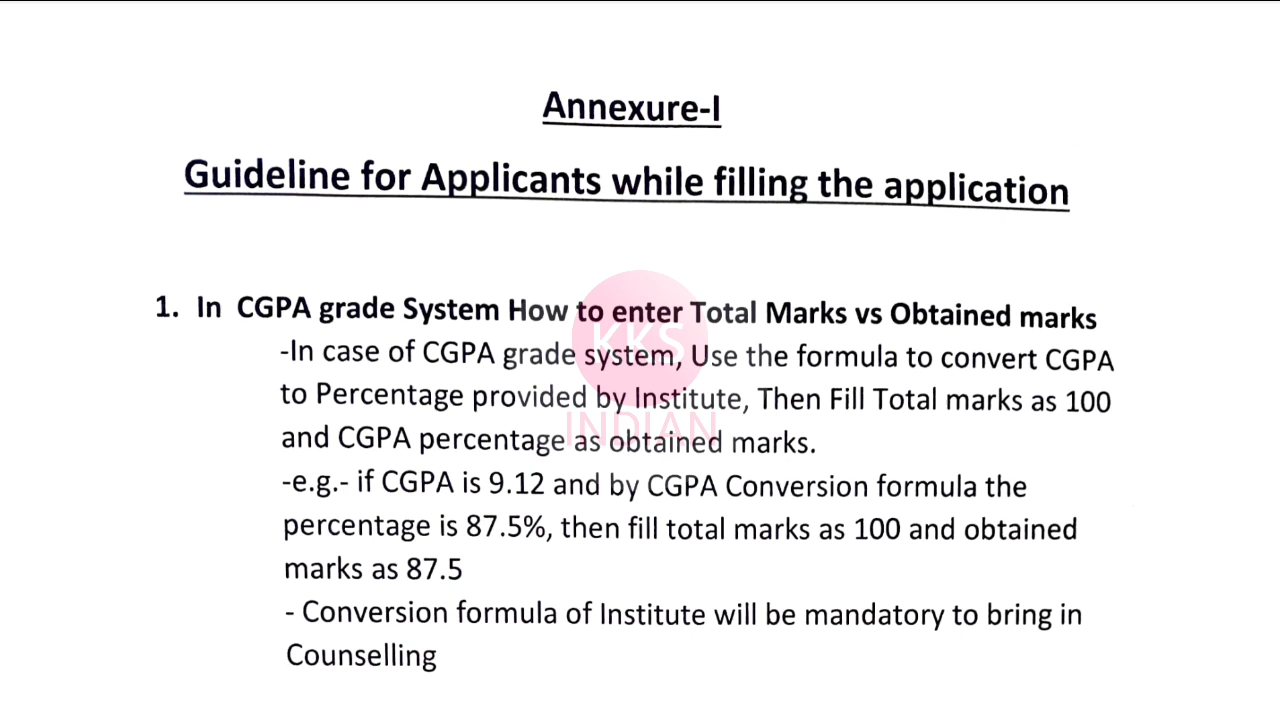 Annexure-I
Guideline for Applicants while filling the application
1. In CGPA grade System How to enter Total Marks vs Obtained marks
-In case of CGPA grade system, Use the formula to convert CGPA
to Percentage provided by Institute, Then Fill Total marks as 100
and CGPA percentage as obtained marks.
-e.g.- if CGPA is 9.12 and by CGPA Conversion formula the
percentage is 87.5%, then fill total marks as 100 and obtained
marks as 87.5
- Conversion formula of Institute will be mandatory to bring in
Counselling
KKS
INDIAN